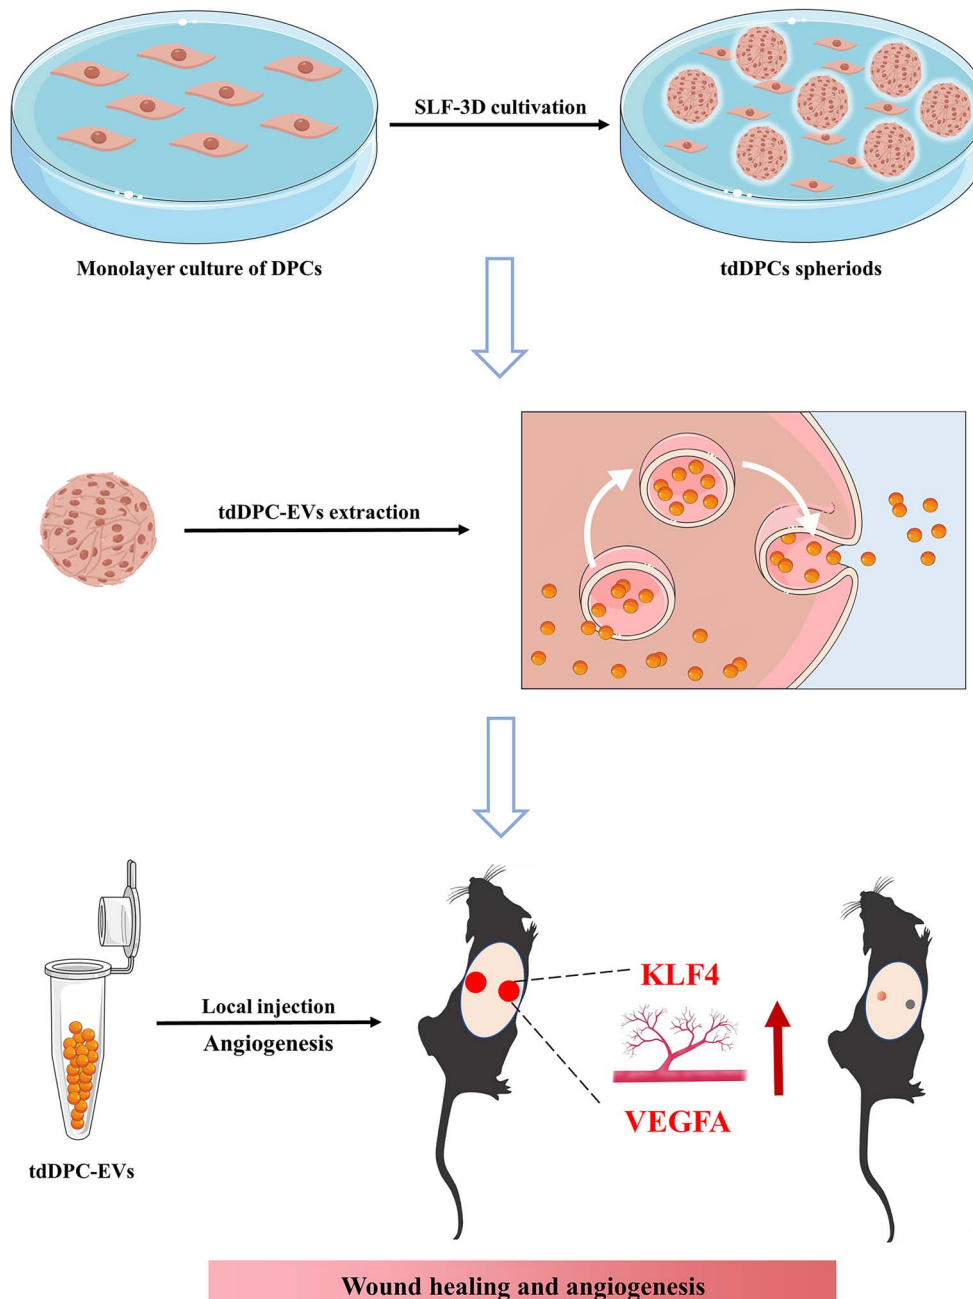 SLF-3D cultivation
Monolayer culture of DPCs
tdDPCs spheriods
tdDPC-EVs extraction
KLF4
Local injection
Angiogenesis
VEGFA
tdDPC-EVs
Wound healing and angiogenesis